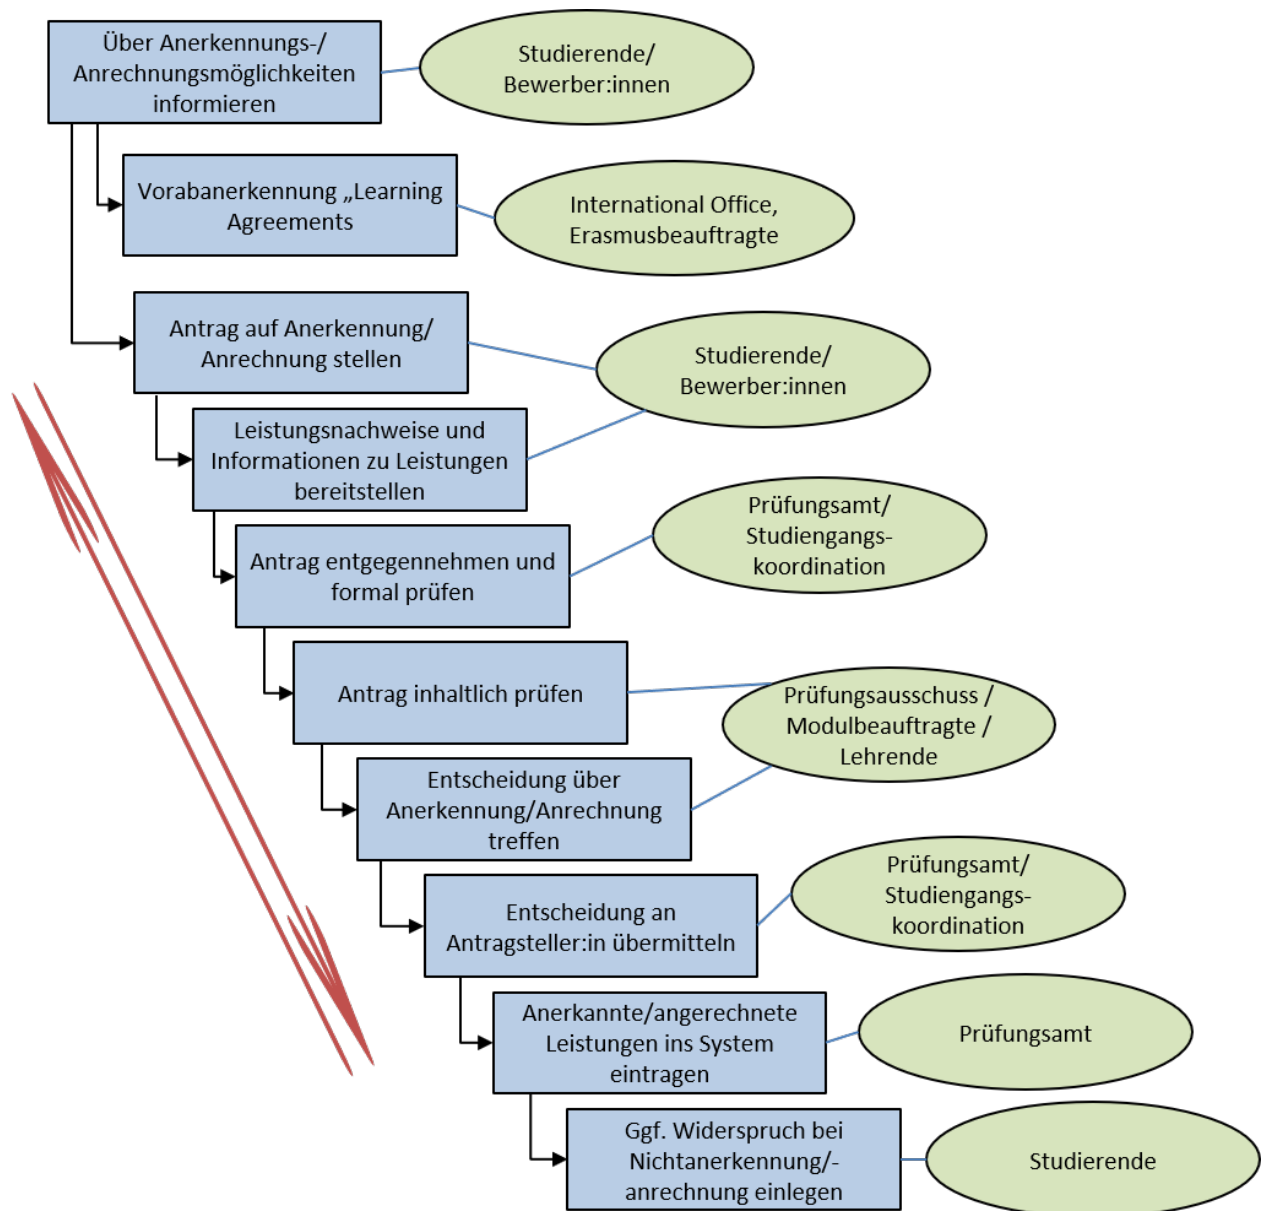 Über Anerkennungs-/
Anrechnungsmöglichkeiten
informieren
Studierende/
Bewerber:innen
Vorabanerkennung „Learning
Agreements
International Office,
Erasmusbeauftragte
Antrag auf Anerkennung/
Anrechnung stellen
Studierende/
Bewerber:innen
Leistungsnachweise und
Informationen zu Leistungen
bereitstellen
Antrag entgegennehmen und
formal prüfen
Prüfungsamt/
Studiengangs-
koordination
Antrag inhaltlich prüfen
Prüfungsausschuss /
Modulbeauftragte /
Lehrende
Entscheidung über
Anerkennung/Anrechnung
treffen
Entscheidung an
Antragsteller:in übermitteln
Prüfungsamt/
Studiengangs-
koordination
Anerkannte/angerechnete
Leistungen ins System
eintragen
Prüfungsamt
Ggf. Widerspruch bei
Nichtanerkennung/-
anrechnung einlegen
Studierende